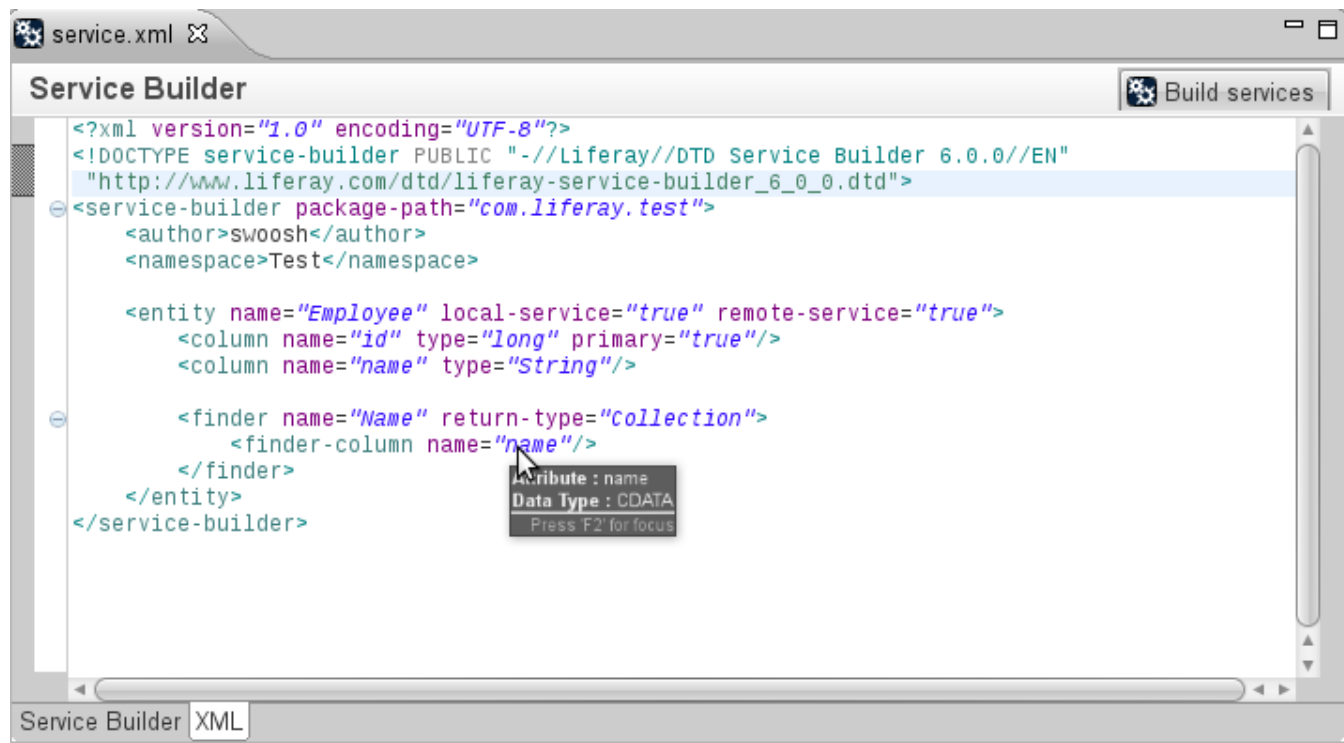 service.xml
Service Builder
Build services
<?xml version="1.0" encoding="UTF-8"?>
<!DOCTYPE service-builder PUBLIC "-//Liferay//DTD Service Builder 6.0.0//EN"
"http://www.liferay.com/dtd/liferay-service-builder_6_0_0.dtd">
<service-builder package-path="com.liferay.test">
<author>swoosh</author>
<namespace>Test</namespace>
<entity name="Employee" local-service="true" remote-service="true">
<column name="id" type="long" primary="true"/>
<column name="name" type="String"/>
<finder name="Name" return-type="Collection">
<finder-column name="name"/>
</finder>
Attribute : name
</entity>
Data Type : CDATA
</service-builder>
Press 'F2' for focus
Service Builder XML